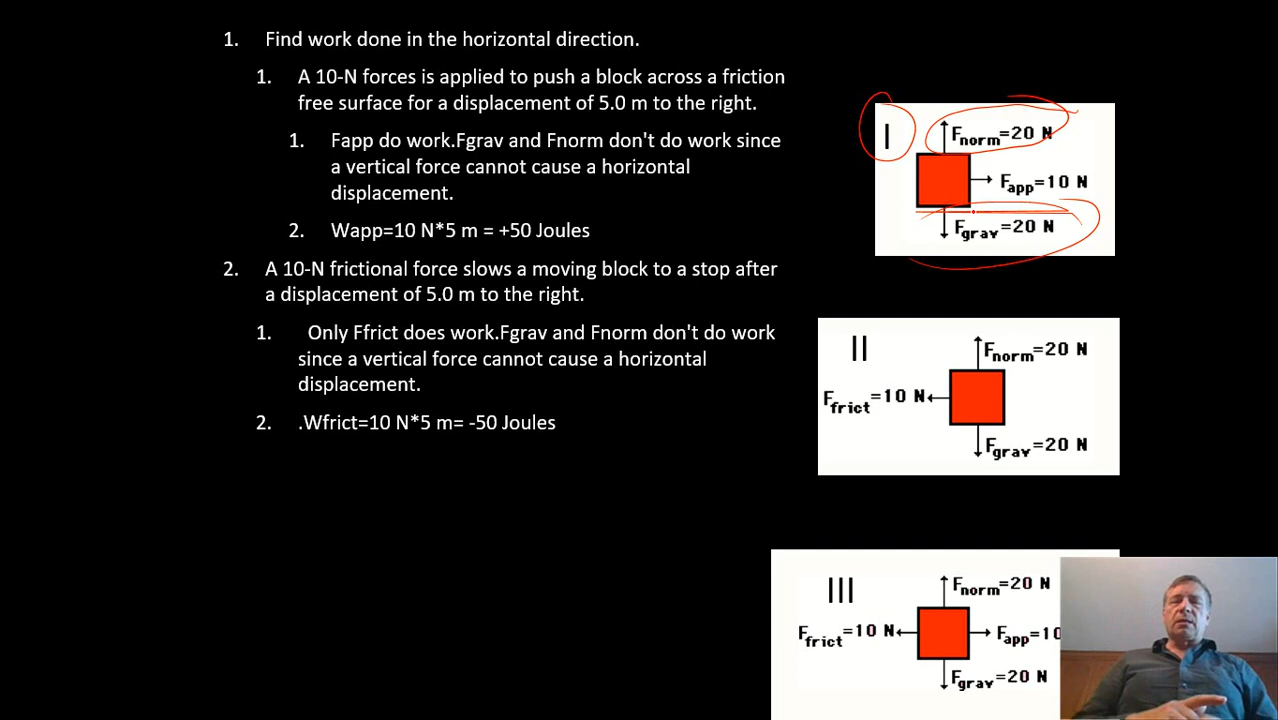 1. Find work done in the horizontal direction.
1. A 10-N forces is applied to push a block across a friction
free surface for a displacement of 5.0 m to the right.
1. Fapp do work.Fgrav and Fnorm don't do work since
a vertical force cannot cause a horizontal
displacement.
2. Wapp=10 N*5 m = +50 Joules
2. A 10-N frictional force slows a moving block to a stop after
a displacement of 5.0 m to the right.
1. Only Ffrict does work.Fgrav and Fnorm don't do work
since a vertical force cannot cause a horizontal
displacement.
2. .Wfrict=10 N*5 m= -50 Joules
I
Fnorm=20 N
Fapp=10 N
Fgrav=20 N
II
Fnorm=20 N
Ffrict=10 N
Fgrav=20 N
III
Fnorm=20 N
Ffrict=10 N
Fapp=10
Fgrav=20 N